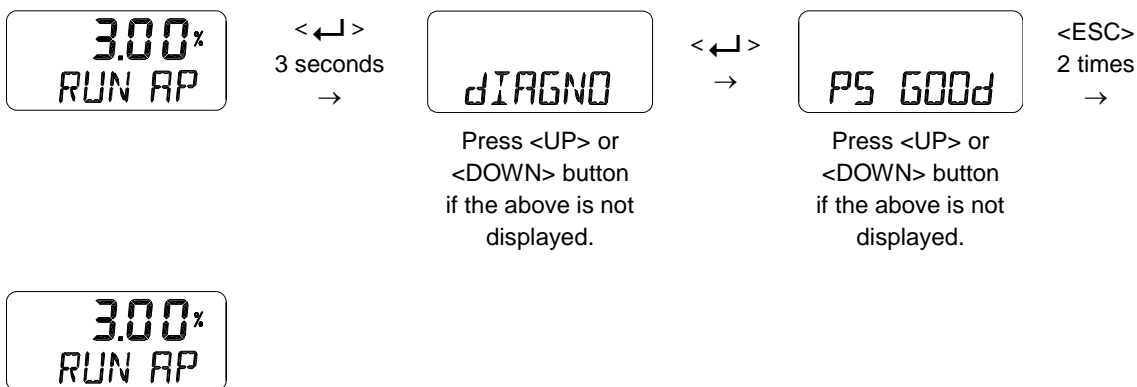 3.00%
RUN AP
< ↵ >
3 seconds
→
dIAGNO
Press <UP> or
<DOWN> button
if the above is not
displayed.
< ↵ >
→
PS GOOd
Press <UP> or
<DOWN> button
if the above is not
displayed.
<ESC>
2 times
→
3.00%
RUN AP